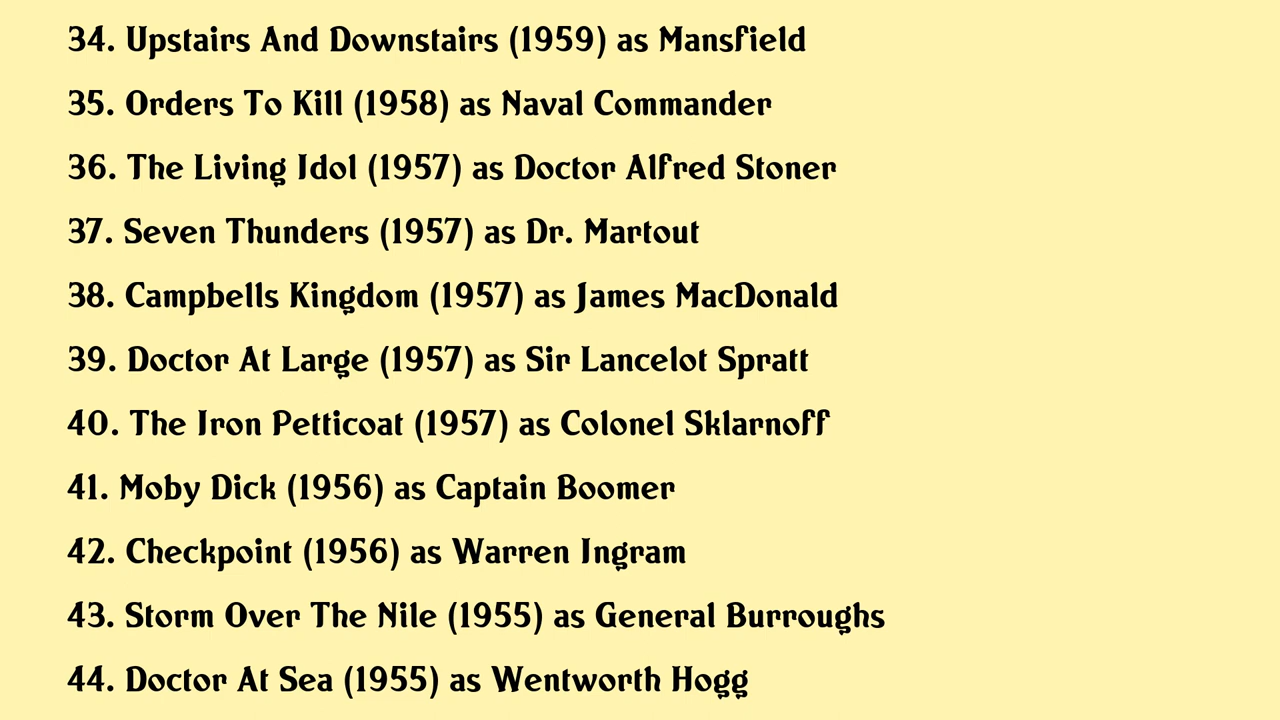 34. Upstairs And Downstairs (1959) as Mansfield
35. Orders To Kill (1958) as Naval Commander
36. The Living Idol (1957) as Doctor Alfred Stoner
37. Seven Thunders (1957) as Dr. Martout
38. Campbells Kingdom (1957) as James MacDonald
39. Doctor At Large (1957) as Sir Lancelot Spratt
40. The Iron Petticoat (1957) as Colonel Sklarnoff
41. Moby Dick (1956) as Captain Boomer
42. Checkpoint (1956) as Warren Ingram
43. Storm Over The Nile (1955) as General Burroughs
44. Doctor At Sea (1955) as Wentworth Hogg